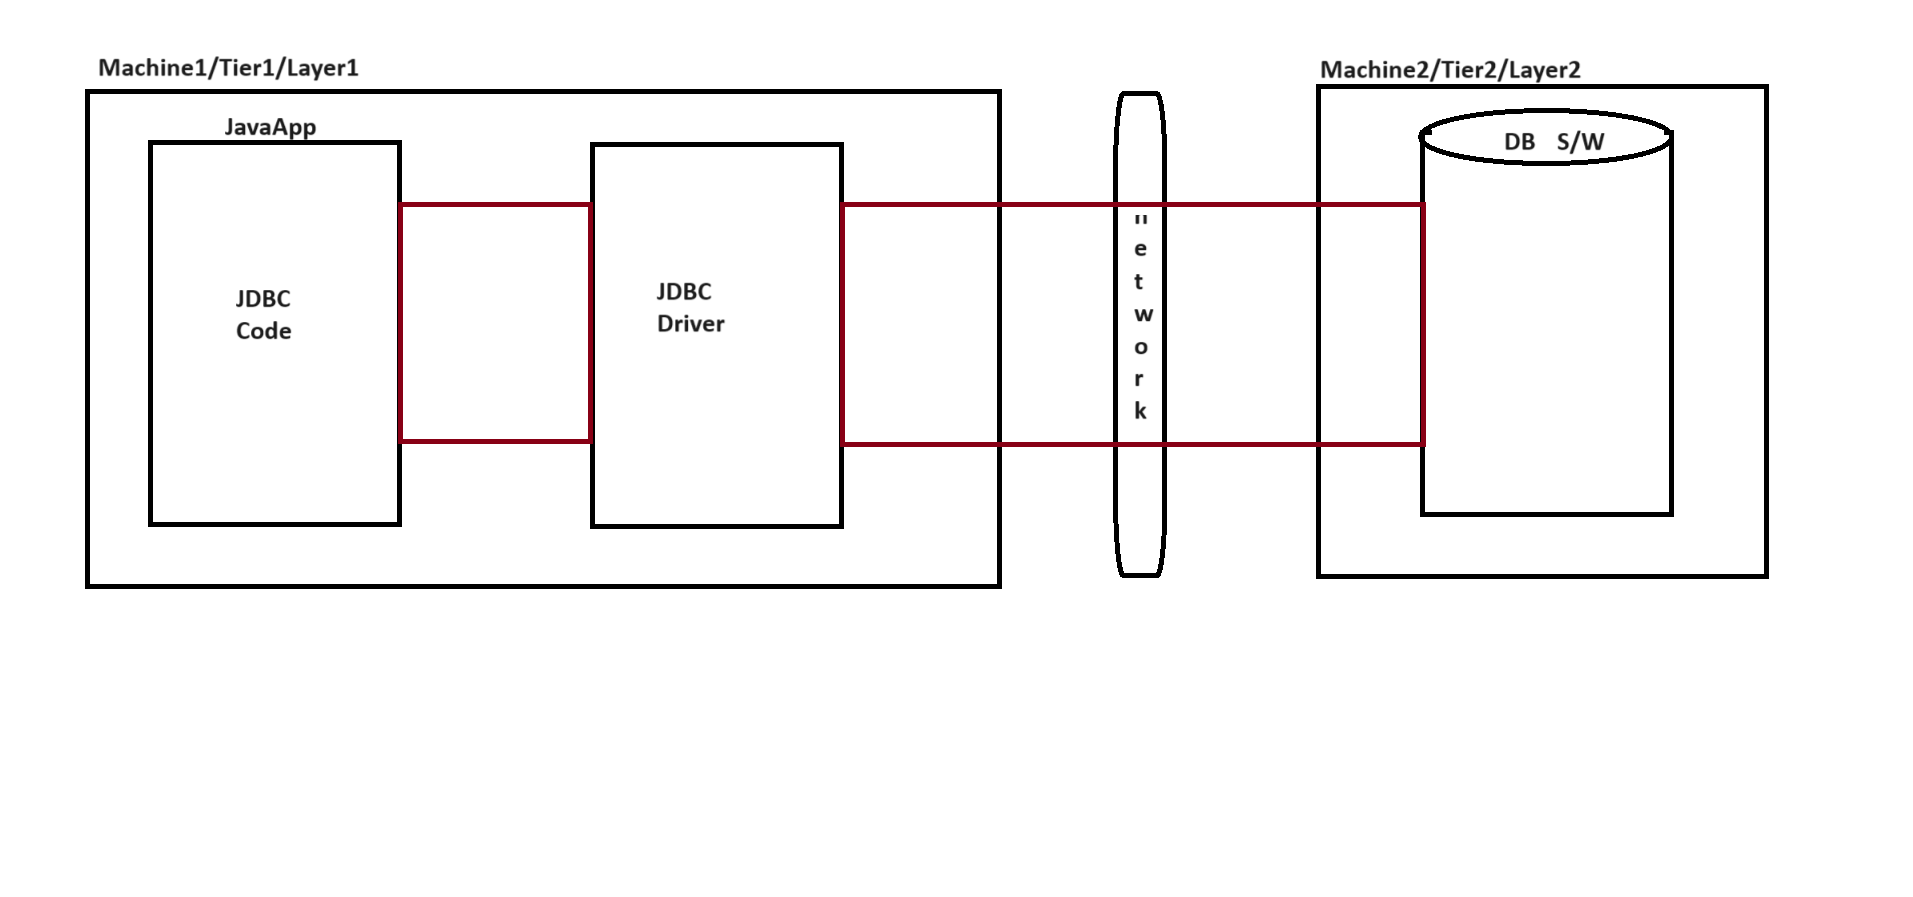 Machine1/Tier1/Layer1
Machine2/Tier2/Layer2
JavaApp
DB S/W
JDBC
Code
JDBC
Driver
n
e
t
w
o
r
k